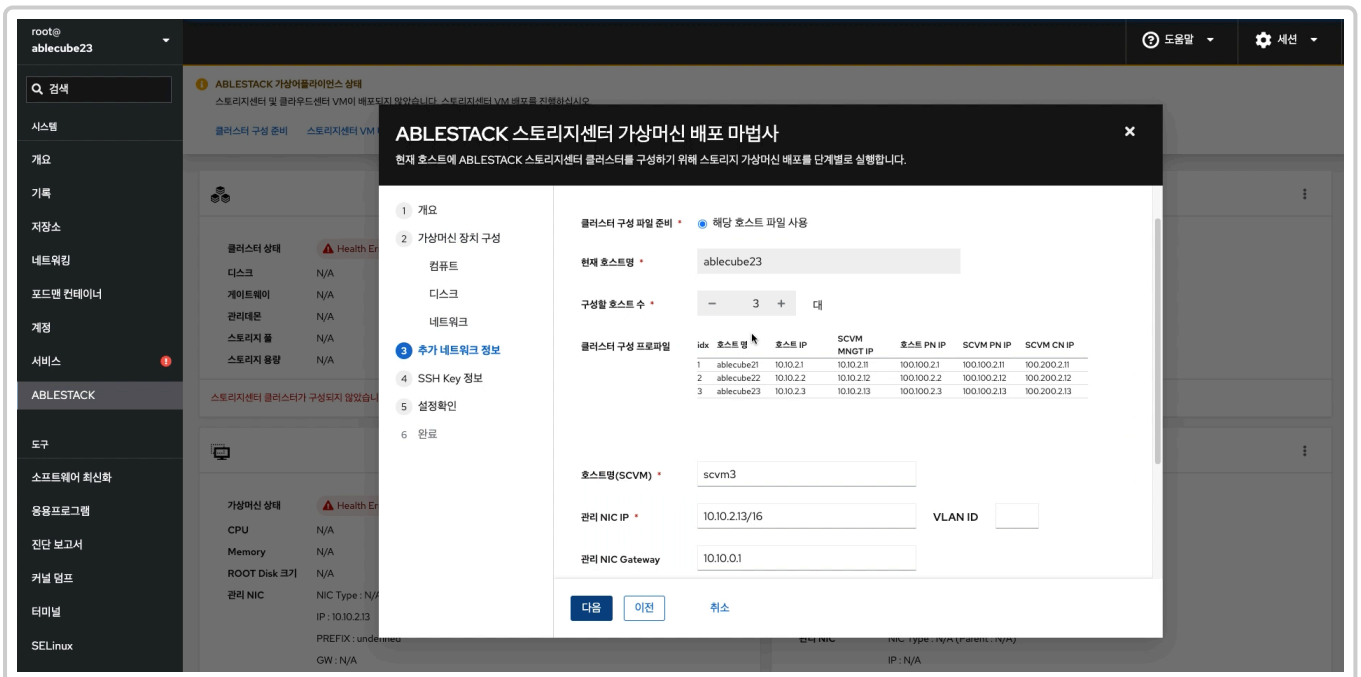 root@
ablecube23
도움말
세션
검색
시스템
개요
기록
저장소
네트워킹
포드맨 컨테이너
계정
서비스
ABLESTACK
도구
소프트웨어 최신화
응용프로그램
진단 보고서
커널 덤프
터미널
SELinux
ABLESTACK 가상어플라이언스 상태
스토리지센터 및 클라우드센터 VM이 배포되지 않았습니다. 스토리지센터 VM 배포를 진행하십시오.
클러스터 구성 준비 스토리지센터 VM
클러스터 상태 Health Er
디스크 N/A
게이트웨이 N/A
관리데몬 N/A
스토리지 풀 N/A
스토리지 용량 N/A
스토리지센터 클러스터가 구성되지 않았습니
가상머신 상태 Health Er
CPU N/A
Memory N/A
ROOT Disk 크기 N/A
관리 NIC NIC Type : N/A
IP : 10.10.2.13
PREFIX : undefined
GW : N/A
관리 NIC NIC Type : N/A (Parent : N/A)
IP : N/A
ABLESTACK 스토리지센터 가상머신 배포 마법사
현재 호스트에 ABLESTACK 스토리지센터 클러스터를 구성하기 위해 스토리지 가상머신 배포를 단계별로 실행합니다.
1 개요
2 가상머신 장치 구성
컴퓨트
디스크
네트워크
3 추가 네트워크 정보
4 SSH Key 정보
5 설정확인
6 완료
클러스터 구성 파일 준비 * 해당 호스트 파일 사용
현재 호스트명 * ablecube23
구성할 호스트 수 * − 3 + 대
클러스터 구성 프로파일
idx 호스트 명 호스트 IP SCVM MNGT IP 호스트 PN IP SCVM PN IP SCVM CN IP
1 ablecube21 10.10.2.1 10.10.2.11 100.100.2.1 100.100.2.11 100.200.2.11
2 ablecube22 10.10.2.2 10.10.2.12 100.100.2.2 100.100.2.12 100.200.2.12
3 ablecube23 10.10.2.3 10.10.2.13 100.100.2.3 100.100.2.13 100.200.2.13
호스트명(SCVM) * scvm3
관리 NIC IP * 10.10.2.13/16 VLAN ID
관리 NIC Gateway 10.10.0.1
다음 이전 취소